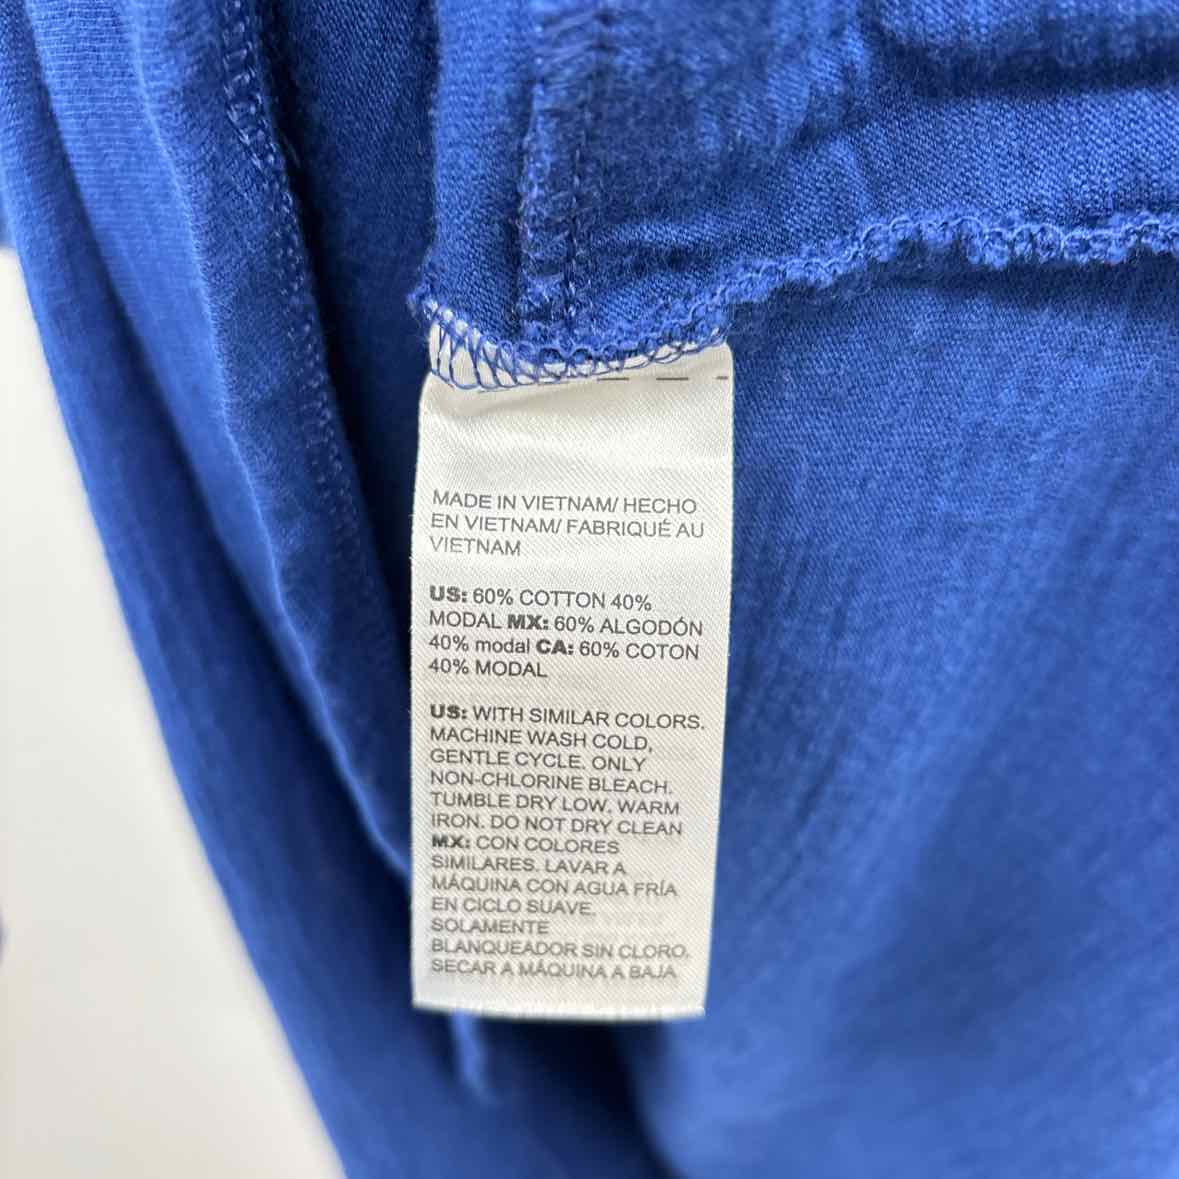 MADE IN VIETNAM/ HECHO
EN VIETNAM/ FABRIQUÉ AU
VIETNAM
US: 60% COTTON 40%
MODAL MX: 60% ALGODÓN
40% modal CA: 60% COTON
40% MODAL
US: WITH SIMILAR COLORS.
MACHINE WASH COLD,
GENTLE CYCLE. ONLY
NON-CHLORINE BLEACH.
TUMBLE DRY LOW. WARM
IRON. DO NOT DRY CLEAN
MX: CON COLORES
SIMILARES. LAVAR A
MÁQUINA CON AGUA FRÍA
EN CICLO SUAVE.
SOLAMENTE
BLANQUEADOR SIN CLORO.
SECAR A MÁQUINA A BAJA